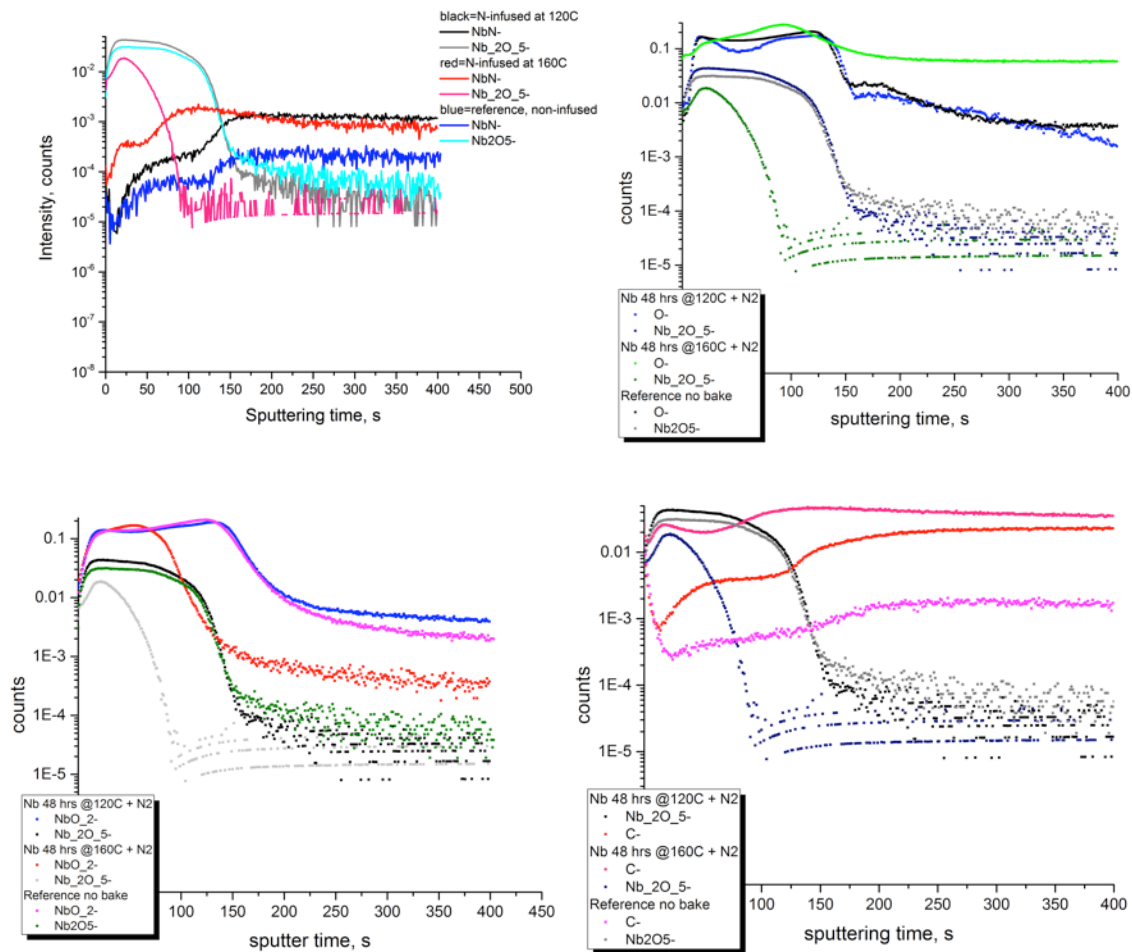 black=N-infused at 120C
NbN-
Nb_2O_5-
red=N-infused at 160C
NbN-
Nb_2O_5-
blue=reference, non-infused
NbN-
Nb2O5-
Intensity, counts
10^-2
10^-3
10^-4
10^-5
10^-6
10^-7
10^-8
0 50 100 150 200 250 300 350 400 450 500
Sputtering time, s
counts
0.1
0.01
1E-3
1E-4
1E-5
Nb 48 hrs @120C + N2
O-
Nb_2O_5-
Nb 48 hrs @160C + N2
O-
Nb_2O_5-
Reference no bake
O-
Nb2O5-
100 150 200 250 300 350 400
sputtering time, s
counts
0.1
0.01
1E-3
1E-4
1E-5
Nb 48 hrs @120C + N2
NbO_2-
Nb_2O_5-
Nb 48 hrs @160C + N2
NbO_2-
Nb_2O_5-
Reference no bake
NbO_2-
Nb2O5-
100 150 200 250 300 350 400 450
sputter time, s
counts
0.01
1E-3
1E-4
1E-5
Nb 48 hrs @120C + N2
Nb_2O_5-
C-
Nb 48 hrs @160C + N2
C-
Nb_2O_5-
Reference no bake
C-
Nb2O5-
100 150 200 250 300 350 400
sputtering time, s